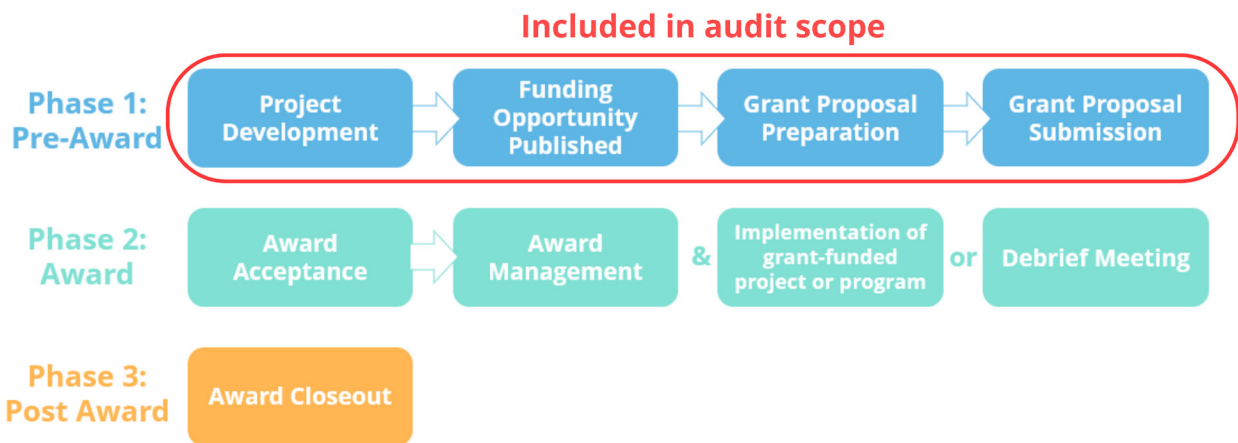 Included in audit scope
Phase 1:
Pre-Award
Project
Development
Funding
Opportunity
Published
Grant Proposal
Preparation
Grant Proposal
Submission
Phase 2:
Award
Award
Acceptance
Award
Management
&
Implementation of
grant-funded
project or program
or
Debrief Meeting
Phase 3:
Post Award
Award Closeout